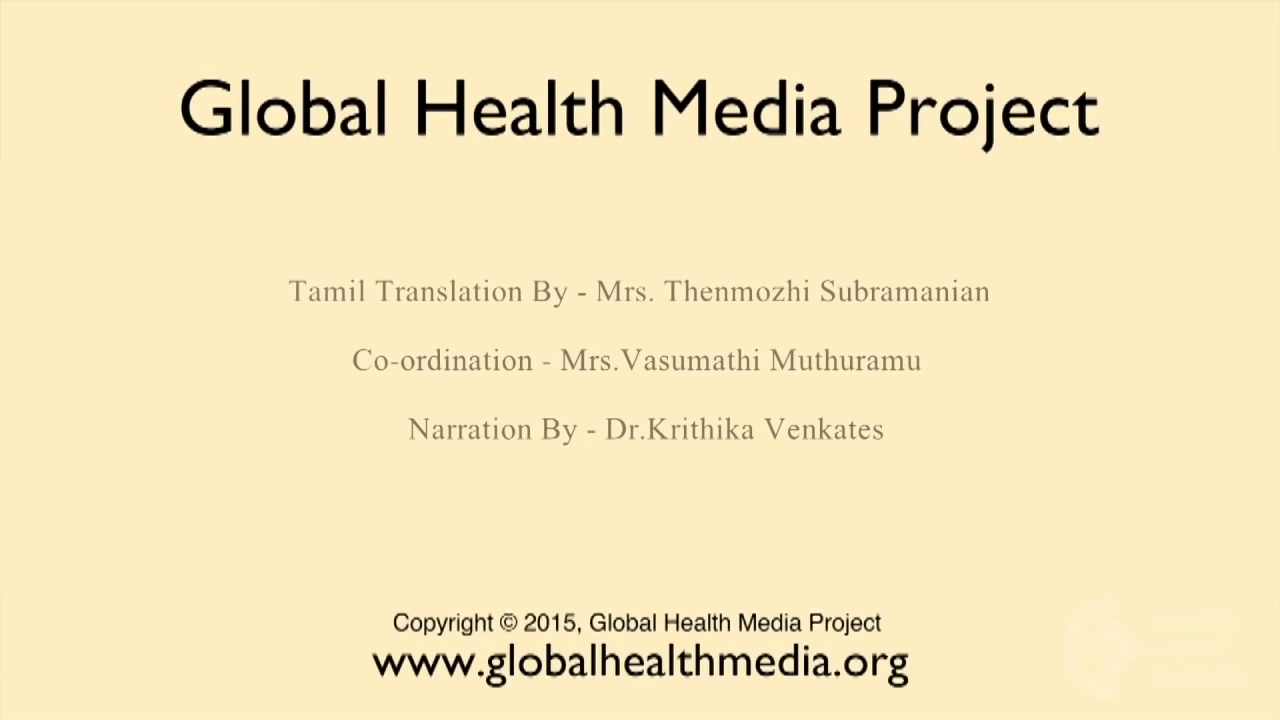 Global Health Media Project
Tamil Translation By - Mrs. Thenmozhi Subramanian
Co-ordination - Mrs.Vasumathi Muthuramu
Narration By - Dr.Krithika Venkates
Copyright © 2015, Global Health Media Project
www.globalhealthmedia.org